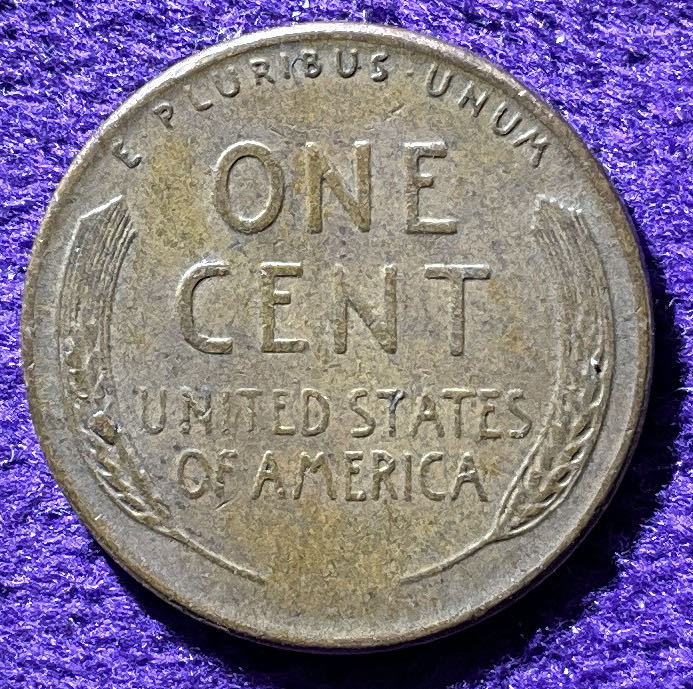 E PLURIBUS · UNUM
ONE
CENT
UNITED STATES
OF AMERICA